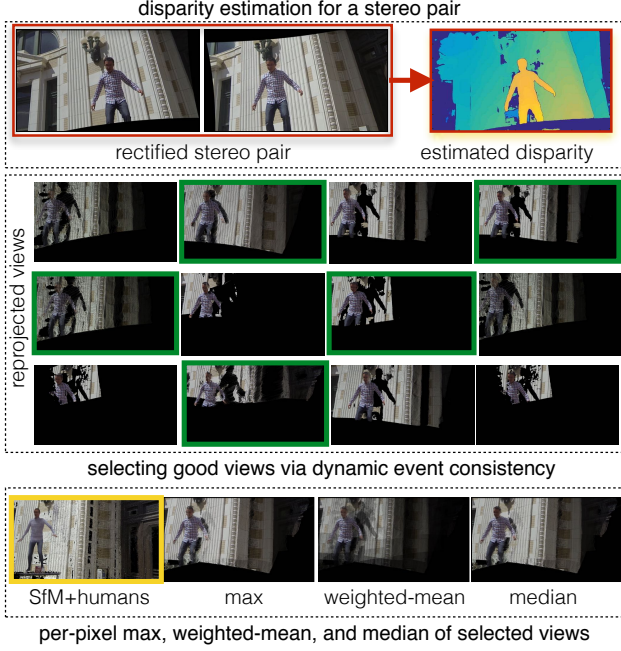 disparity estimation for a stereo pair
rectified stereo pair
estimated disparity
reprojected views
selecting good views via dynamic event consistency
SfM+humans
max
weighted-mean
median
per-pixel max, weighted-mean, and median of selected views